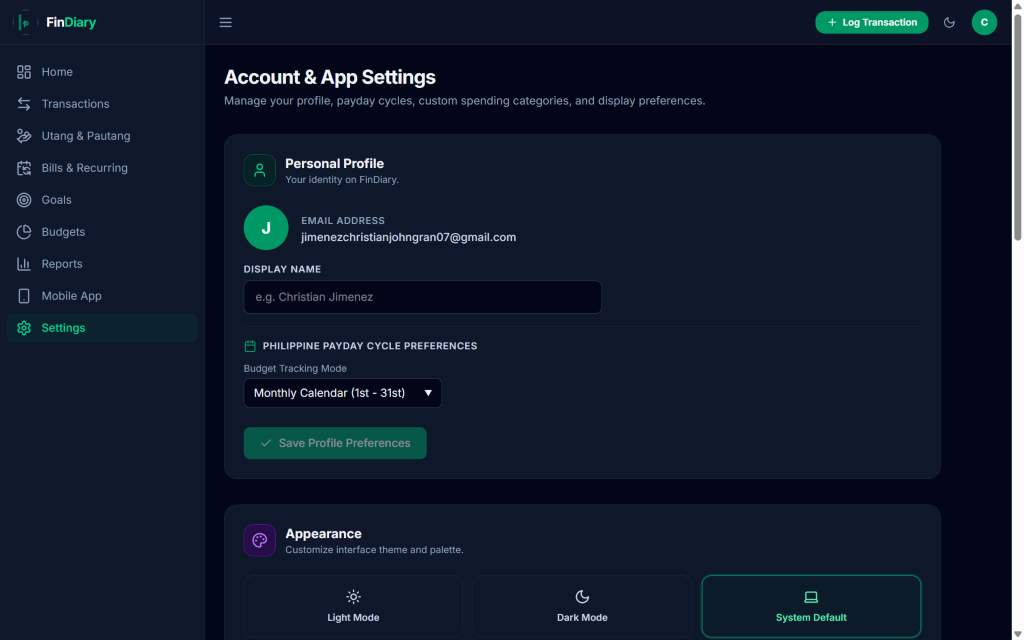 FinDiary
Log Transaction
C
Home
Transactions
Utang & Pautang
Bills & Recurring
Goals
Budgets
Reports
Mobile App
Settings
Account & App Settings
Manage your profile, payday cycles, custom spending categories, and display preferences.
Personal Profile
Your identity on FinDiary.
J
EMAIL ADDRESS
jimenezchristianjohngran07@gmail.com
DISPLAY NAME
e.g. Christian Jimenez
PHILIPPINE PAYDAY CYCLE PREFERENCES
Budget Tracking Mode
Monthly Calendar (1st - 31st)
Save Profile Preferences
Appearance
Customize interface theme and palette.
Light Mode
Dark Mode
System Default